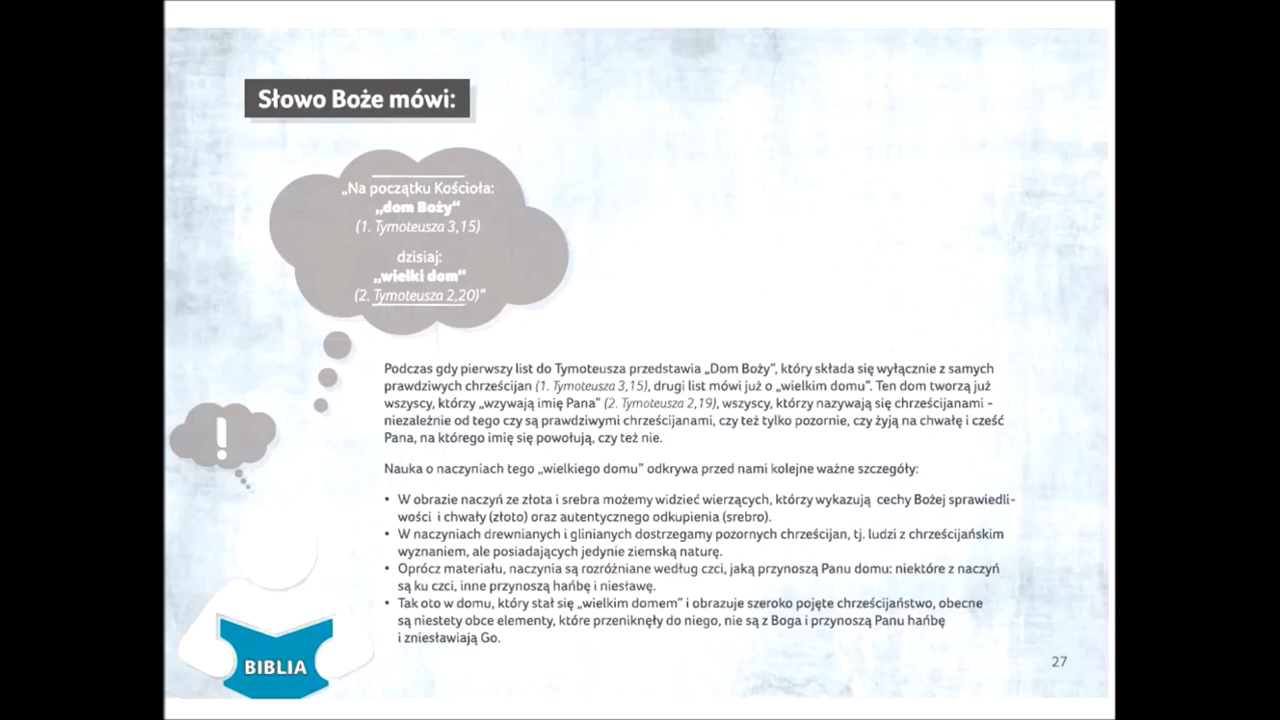 Słowo Boże mówi:
„Na początku Kościoła:
„dom Boży“
(1. Tymoteusza 3,15)
dzisiaj:
„wielki dom“
(2. Tymoteusza 2,20)“
Podczas gdy pierwszy list do Tymoteusza przedstawia „Dom Boży“, który składa się wyłącznie z samych
prawdziwych chrześcijan (1. Tymoteusza 3,15), drugi list mówi już o „wielkim domu“. Ten dom tworzą już
wszyscy, którzy „wzywają imię Pana“ (2. Tymoteusza 2,19), wszyscy, którzy nazywają się chrześcijanami -
niezależnie od tego czy są prawdziwymi chrześcijanami, czy też tylko pozornie, czy żyją na chwałę i cześć
Pana, na którego imię się powołują, czy też nie.
Nauka o naczyniach tego „wielkiego domu“ odkrywa przed nami kolejne ważne szczegóły:
• W obrazie naczyń ze złota i srebra możemy widzieć wierzących, którzy wykazują cechy Bożej sprawiedli-
wości i chwały (złoto) oraz autentycznego odkupienia (srebro).
• W naczyniach drewnianych i glinianych dostrzegamy pozornych chrześcijan, tj. ludzi z chrześcijańskim
wyznaniem, ale posiadających jedynie ziemską naturę.
• Oprócz materiału, naczynia są rozróżniane według czci, jaką przynoszą Panu domu: niektóre z naczyń
są ku czci, inne przynoszą hańbę i niesławę.
• Tak oto w domu, który stał się „wielkim domem“ i obrazuje szeroko pojęte chrześcijaństwo, obecne
są niestety obce elementy, które przeniknęły do niego, nie są z Boga i przynoszą Panu hańbę
i zniesławiają Go.
!
BIBLIA
27